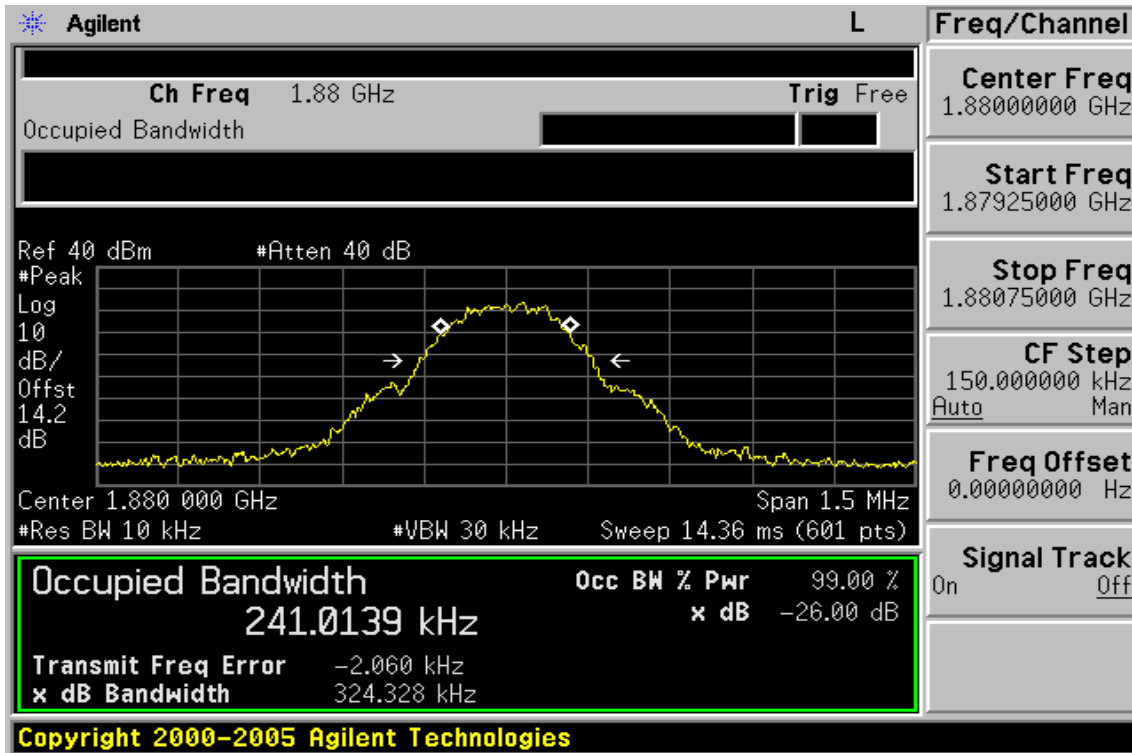 Agilent L Freq/Channel
Ch Freq 1.88 GHz Trig Free
Occupied Bandwidth
Center Freq
1.88000000 GHz
Start Freq
1.87925000 GHz
Stop Freq
1.88075000 GHz
CF Step
150.000000 kHz
Auto Man
Freq Offset
0.00000000 Hz
Signal Track
On Off
Ref 40 dBm #Atten 40 dB
#Peak
Log
10
dB/
Offst
14.2
dB
Center 1.880 000 GHz Span 1.5 MHz
#Res BW 10 kHz #VBW 30 kHz Sweep 14.36 ms (601 pts)
Occupied Bandwidth
241.0139 kHz
Occ BW % Pwr 99.00 %
x dB -26.00 dB
Transmit Freq Error -2.060 kHz
x dB Bandwidth 324.328 kHz
Copyright 2000-2005 Agilent Technologies